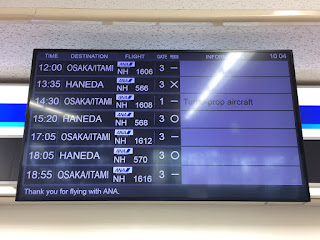 TIME DESTINATION FLIGHT GATE INFORMATION 10:04
12:00 OSAKA/ITAMI ANA NH 1606 3 —
13:35 HANEDA ANA NH 586 3 ×
14:30 OSAKA/ITAMI ANA NH 1608 1 — Turboprop aircraft
15:20 HANEDA ANA NH 568 3 ○
17:05 OSAKA/ITAMI ANA NH 1612 3 —
18:05 HANEDA ANA NH 570 3 ○
18:55 OSAKA/ITAMI ANA NH 1616 3 —
Thank you for flying with ANA.